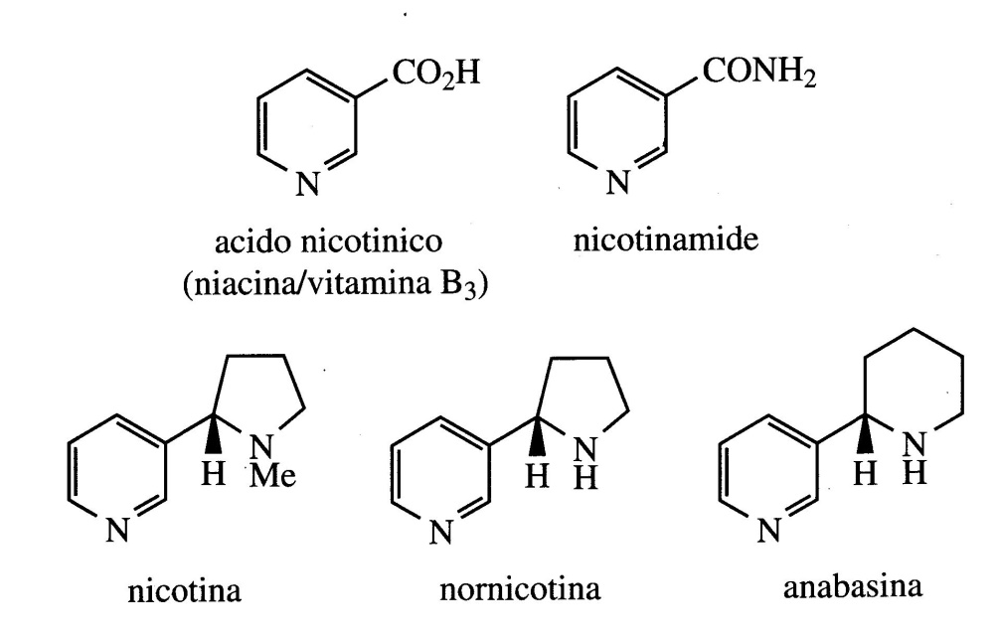 CO₂H
CONH₂
N
N
acido nicotinico
nicotinamide
(niacina/vitamina B₃)
N
H
Me
N
N
H
H
N
N
H
H
N
nicotina
nornicotina
anabasina